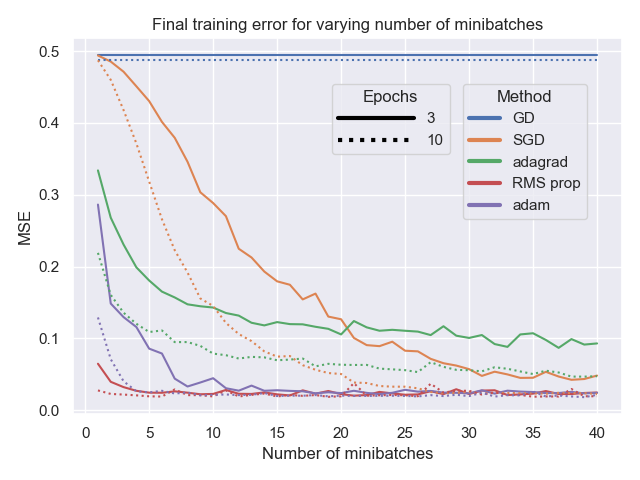 Final training error for varying number of minibatches
MSE
0.5
0.4
0.3
0.2
0.1
0.0
Epochs
3
10
Method
GD
SGD
adagrad
RMS prop
adam
0 5 10 15 20 25 30 35 40
Number of minibatches